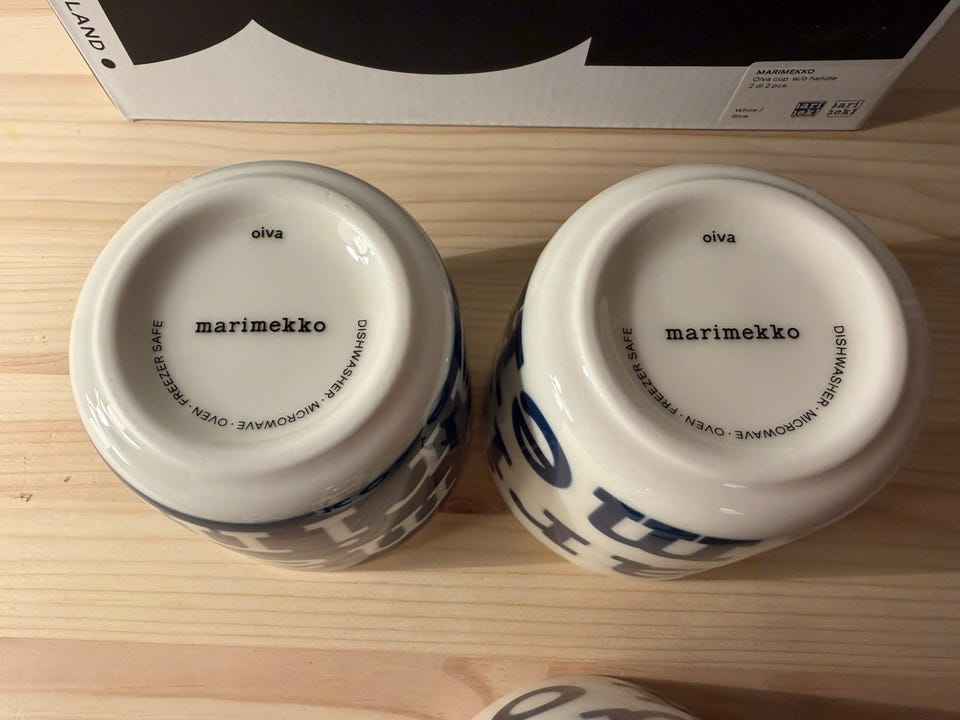 LAND
MARIMEKKO
Oiva cup w/o handle
2 dl 2 pcs
White /
Blue
oiva
marimekko
DISHWASHER · MICROWAVE · OVEN · FREEZER SAFE
oiva
marimekko
DISHWASHER · MICROWAVE · OVEN · FREEZER SAFE